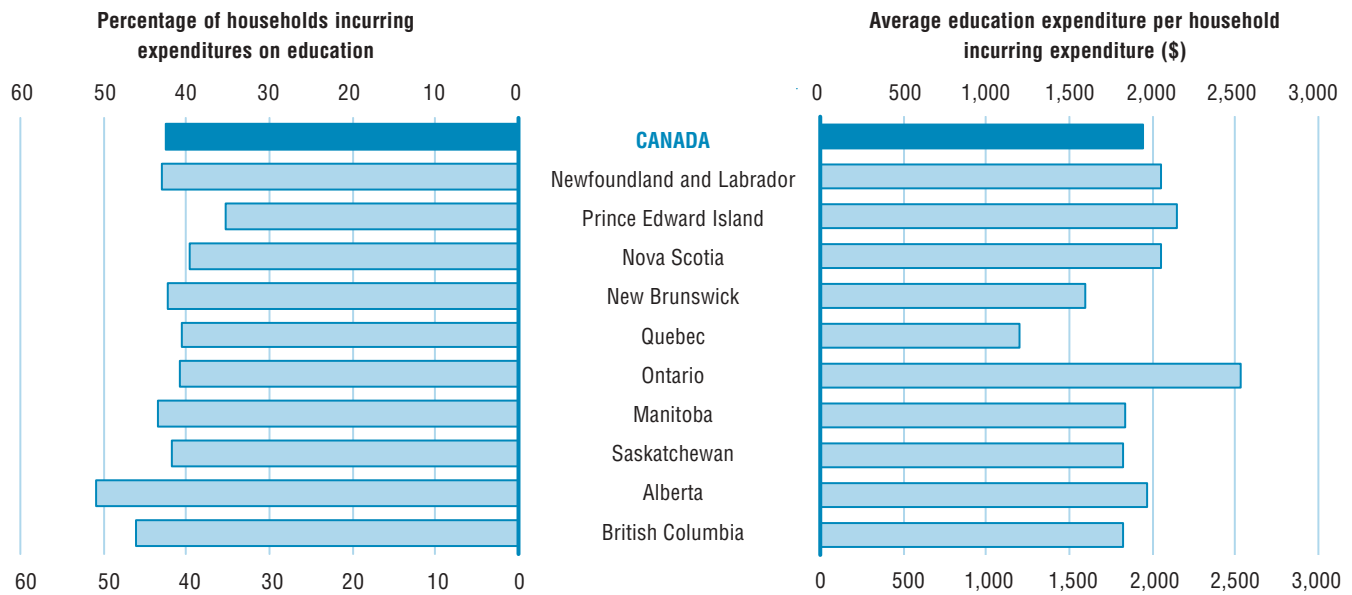 Percentage of households incurring
expenditures on education
Average education expenditure per household
incurring expenditure ($)
60 50 40 30 20 10 0
0 500 1,000 1,500 2,000 2,500 3,000
CANADA
Newfoundland and Labrador
Prince Edward Island
Nova Scotia
New Brunswick
Quebec
Ontario
Manitoba
Saskatchewan
Alberta
British Columbia
60 50 40 30 20 10 0
0 500 1,000 1,500 2,000 2,500 3,000